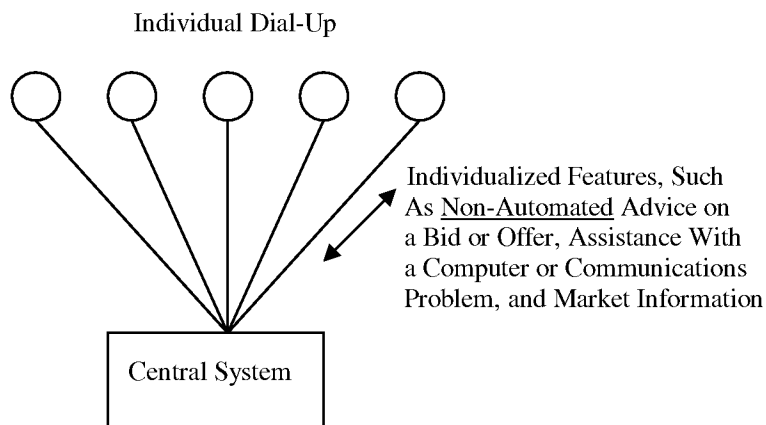 Individual Dial-Up
Individualized Features, Such
As Non-Automated Advice on
a Bid or Offer, Assistance With
a Computer or Communications
Problem, and Market Information
Central System